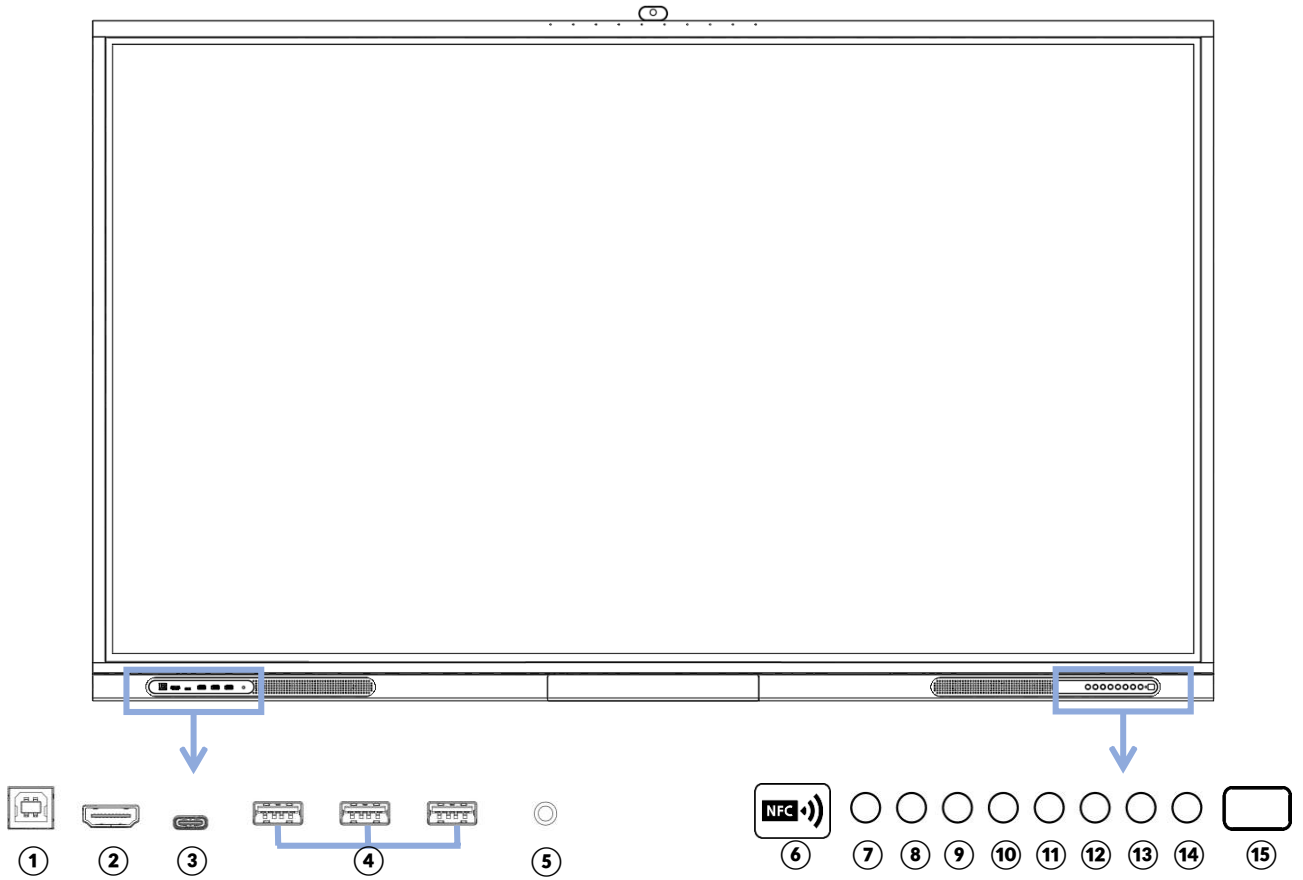 NFC
① ② ③ ④ ⑤ ⑥ ⑦ ⑧ ⑨ ⑩ ⑪ ⑫ ⑬ ⑭ ⑮